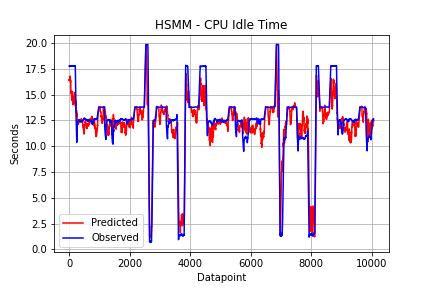 HSMM - CPU Idle Time
20.0
17.5
15.0
12.5
10.0
7.5
5.0
2.5
0.0
Seconds
Predicted
Observed
0 2000 4000 6000 8000 10000
Datapoint